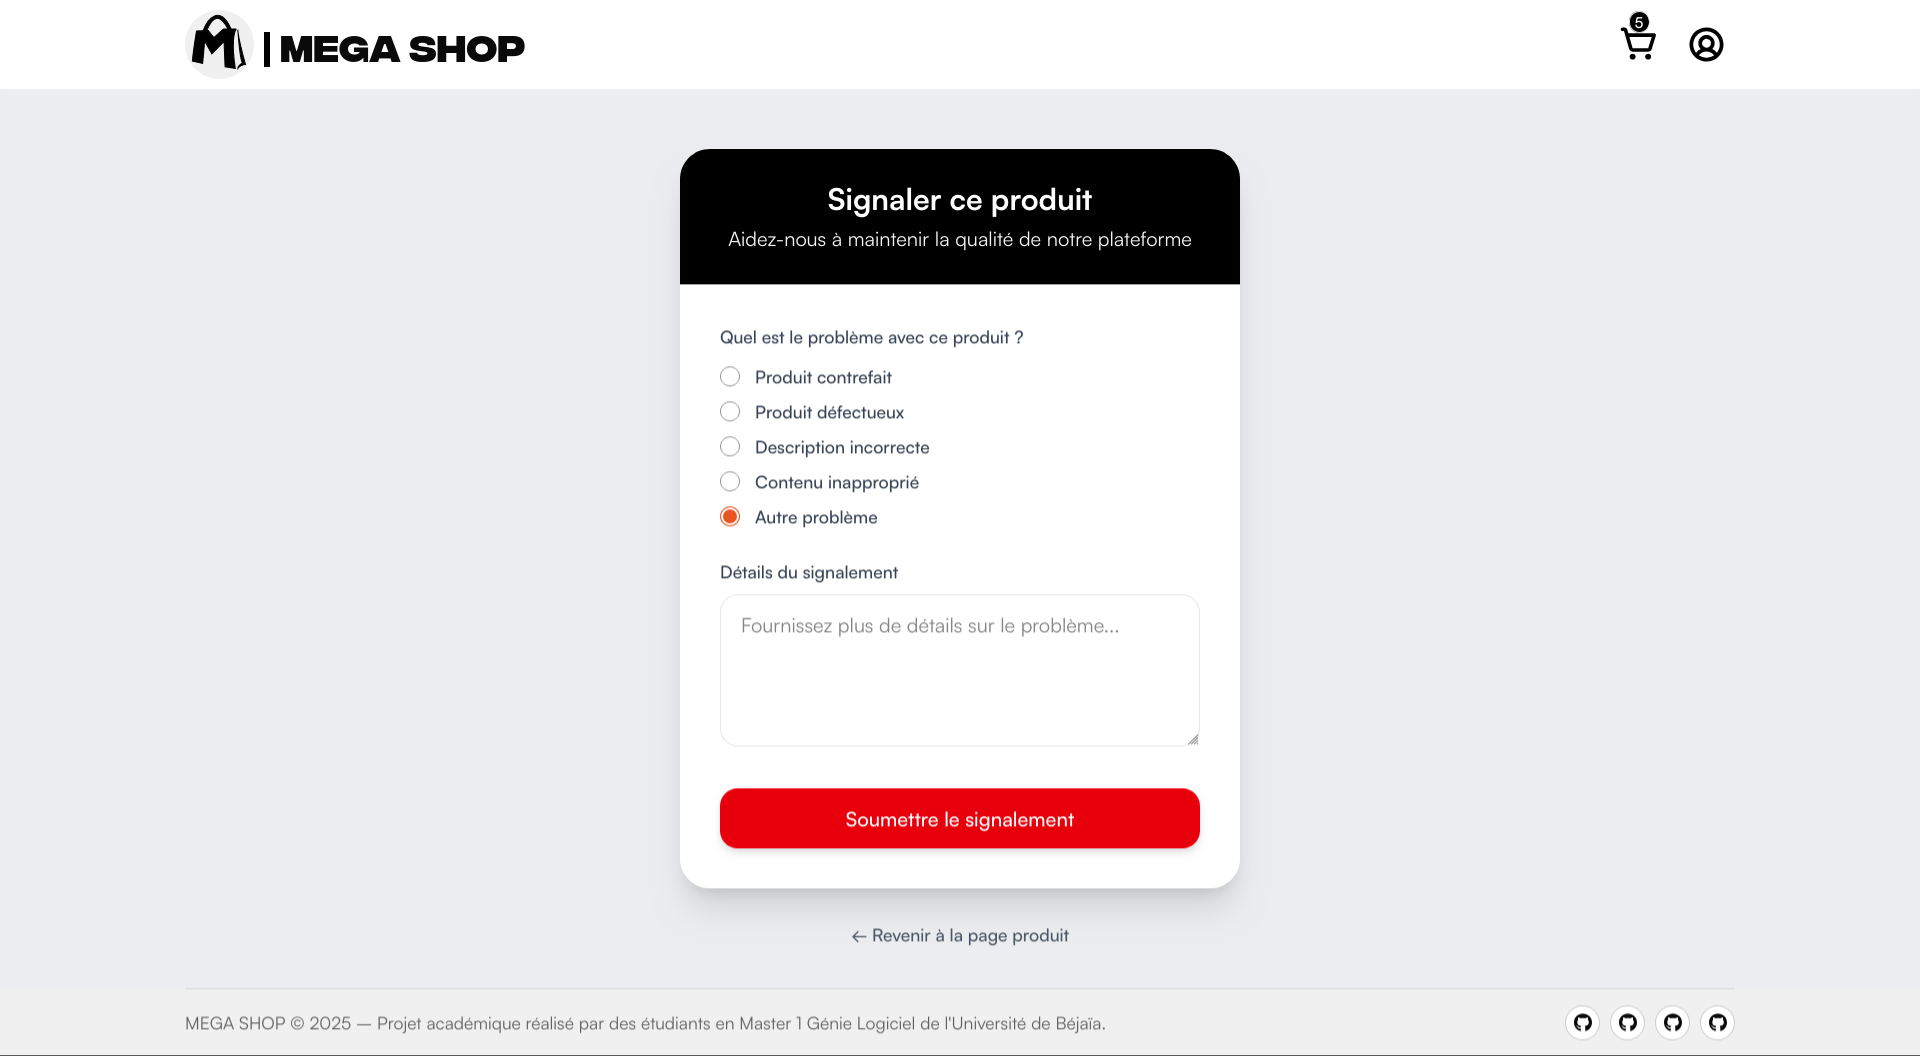 | MEGA SHOP
5
Signaler ce produit
Aidez-nous à maintenir la qualité de notre plateforme
Quel est le problème avec ce produit ?
Produit contrefait
Produit défectueux
Description incorrecte
Contenu inapproprié
Autre problème
Détails du signalement
Fournissez plus de détails sur le problème...
Soumettre le signalement
← Revenir à la page produit
MEGA SHOP © 2025 — Projet académique réalisé par des étudiants en Master 1 Génie Logiciel de l'Université de Béjaïa.